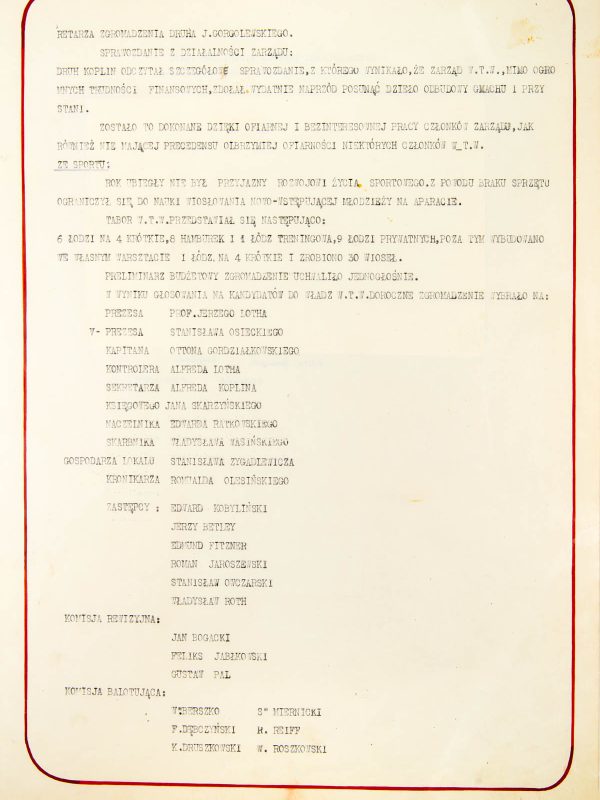 RETARZA ZGROMADZENIA DRUHA J.GORGOLEWSKIEGO.
SPRAWOZDANIE Z DZIAŁALNOŚCI ZARZĄDU:
DRUH KOPLIN ODCZYTAŁ SZCZEGÓŁOWE SPRAWOZDANIE,Z KTÓREGO WYNIKAŁO,ŻE ZARZĄD W.T.W.,MIMO OGRO
MNYCH TRUDNOŚCI FINANSOWYCH,ZDOŁAŁ WYDATNIE NAPRZÓD POSUNĄĆ DZIEŁO ODBUDOWY GMACHU I PRZY
STANI.
ZOSTAŁO TO DOKONANE DZIĘKI OFIARNEJ I BEZINTERESOWNEJ PRACY CZŁONKÓW ZARZĄDU,JAK
RÓWNIEŻ NIE MAJĄCEJ PRECEDENSU OLBRZYMIEJ OFIARNOŚCI NIEKTÓRYCH CZŁONKÓW W_T.W.
ZE SPORTU:
ROK UBIEGŁY NIE BYŁ PRZYJAZNY ROZWOJOWI ŻYCIA SPORTOWEGO.Z POWODU BRAKU SPRZĘTU
OGRANICZYŁ SIĘ DO NAUKI WIOSŁOWANIA NOWO-WSTĘPUJĄCEJ MŁODZIEŻY NA APARACIE.
TABOR W.T.W.PRZEDSTAWIAŁ SIĘ NASTĘPUJĄCO:
6 ŁODZI NA 4 KRÓTKIE,8 HAMBUREK I 1 ŁÓDŹ TRENINGOWA,9 ŁODZI PRYWATNYCH,POZA TYM WYBUDOWANO
WE WŁASNYM WARSZTACIE 1 ŁÓDŹ NA 4 KRÓTKIE I ZROBIONO 30 WIOSEŁ.
PRELIMINARZ BUDŻETOWY ZGROMADZENIE UCHWALIŁO JEDNOGŁOŚNIE.
W WYNIKU GŁOSOWANIA NA KANDYDATÓW DO WŁADZ W.T.W.DOROCZNE ZGROMADZENIE WYBRAŁO NA:
PREZESA PROF.JERZEGO LOTHA
V- PREZESA STANISŁAWA OSIECKIEGO
KAPITANA OTTONA GORDZIAŁKOWSKIEGO
KONTROLERA ALFREDA LOTHA
SEKRETARZA ALFREDA KOPLINA
KSIĘGOWEGO JANA SKARZYŃSKIEGO
NACZELNIKA EDWARDA RATKOWSKIEGO
SKARBNIKA WŁADYSŁAWA WASIŃSKIEGO
GOSPODARZA LOKALU STANISŁAWA ZYGADLEWICZA
KRONIKARZA ROMUALDA OLESIŃSKIEGO
ZASTĘPCY : EDWARD KOBYLIŃSKI
JERZY BETLEY
EDMUND FITZNER
ROMAN JAROSZEWSKI
STANISŁAW OWCZARSKI
WŁADYSŁAW ROTH
KOMISJA REWIZYJNA:
JAN BOGACKI
FELIKS JABŁKOWSKI
GUSTAW PAL
KOMISJA BALOTUJĄCA:
W"BERSZKO S" MIERNICKI
F.DĘBCZYŃSKI R. REIFF
K.DRUSZKOWSKI W. ROSZKOWSKI